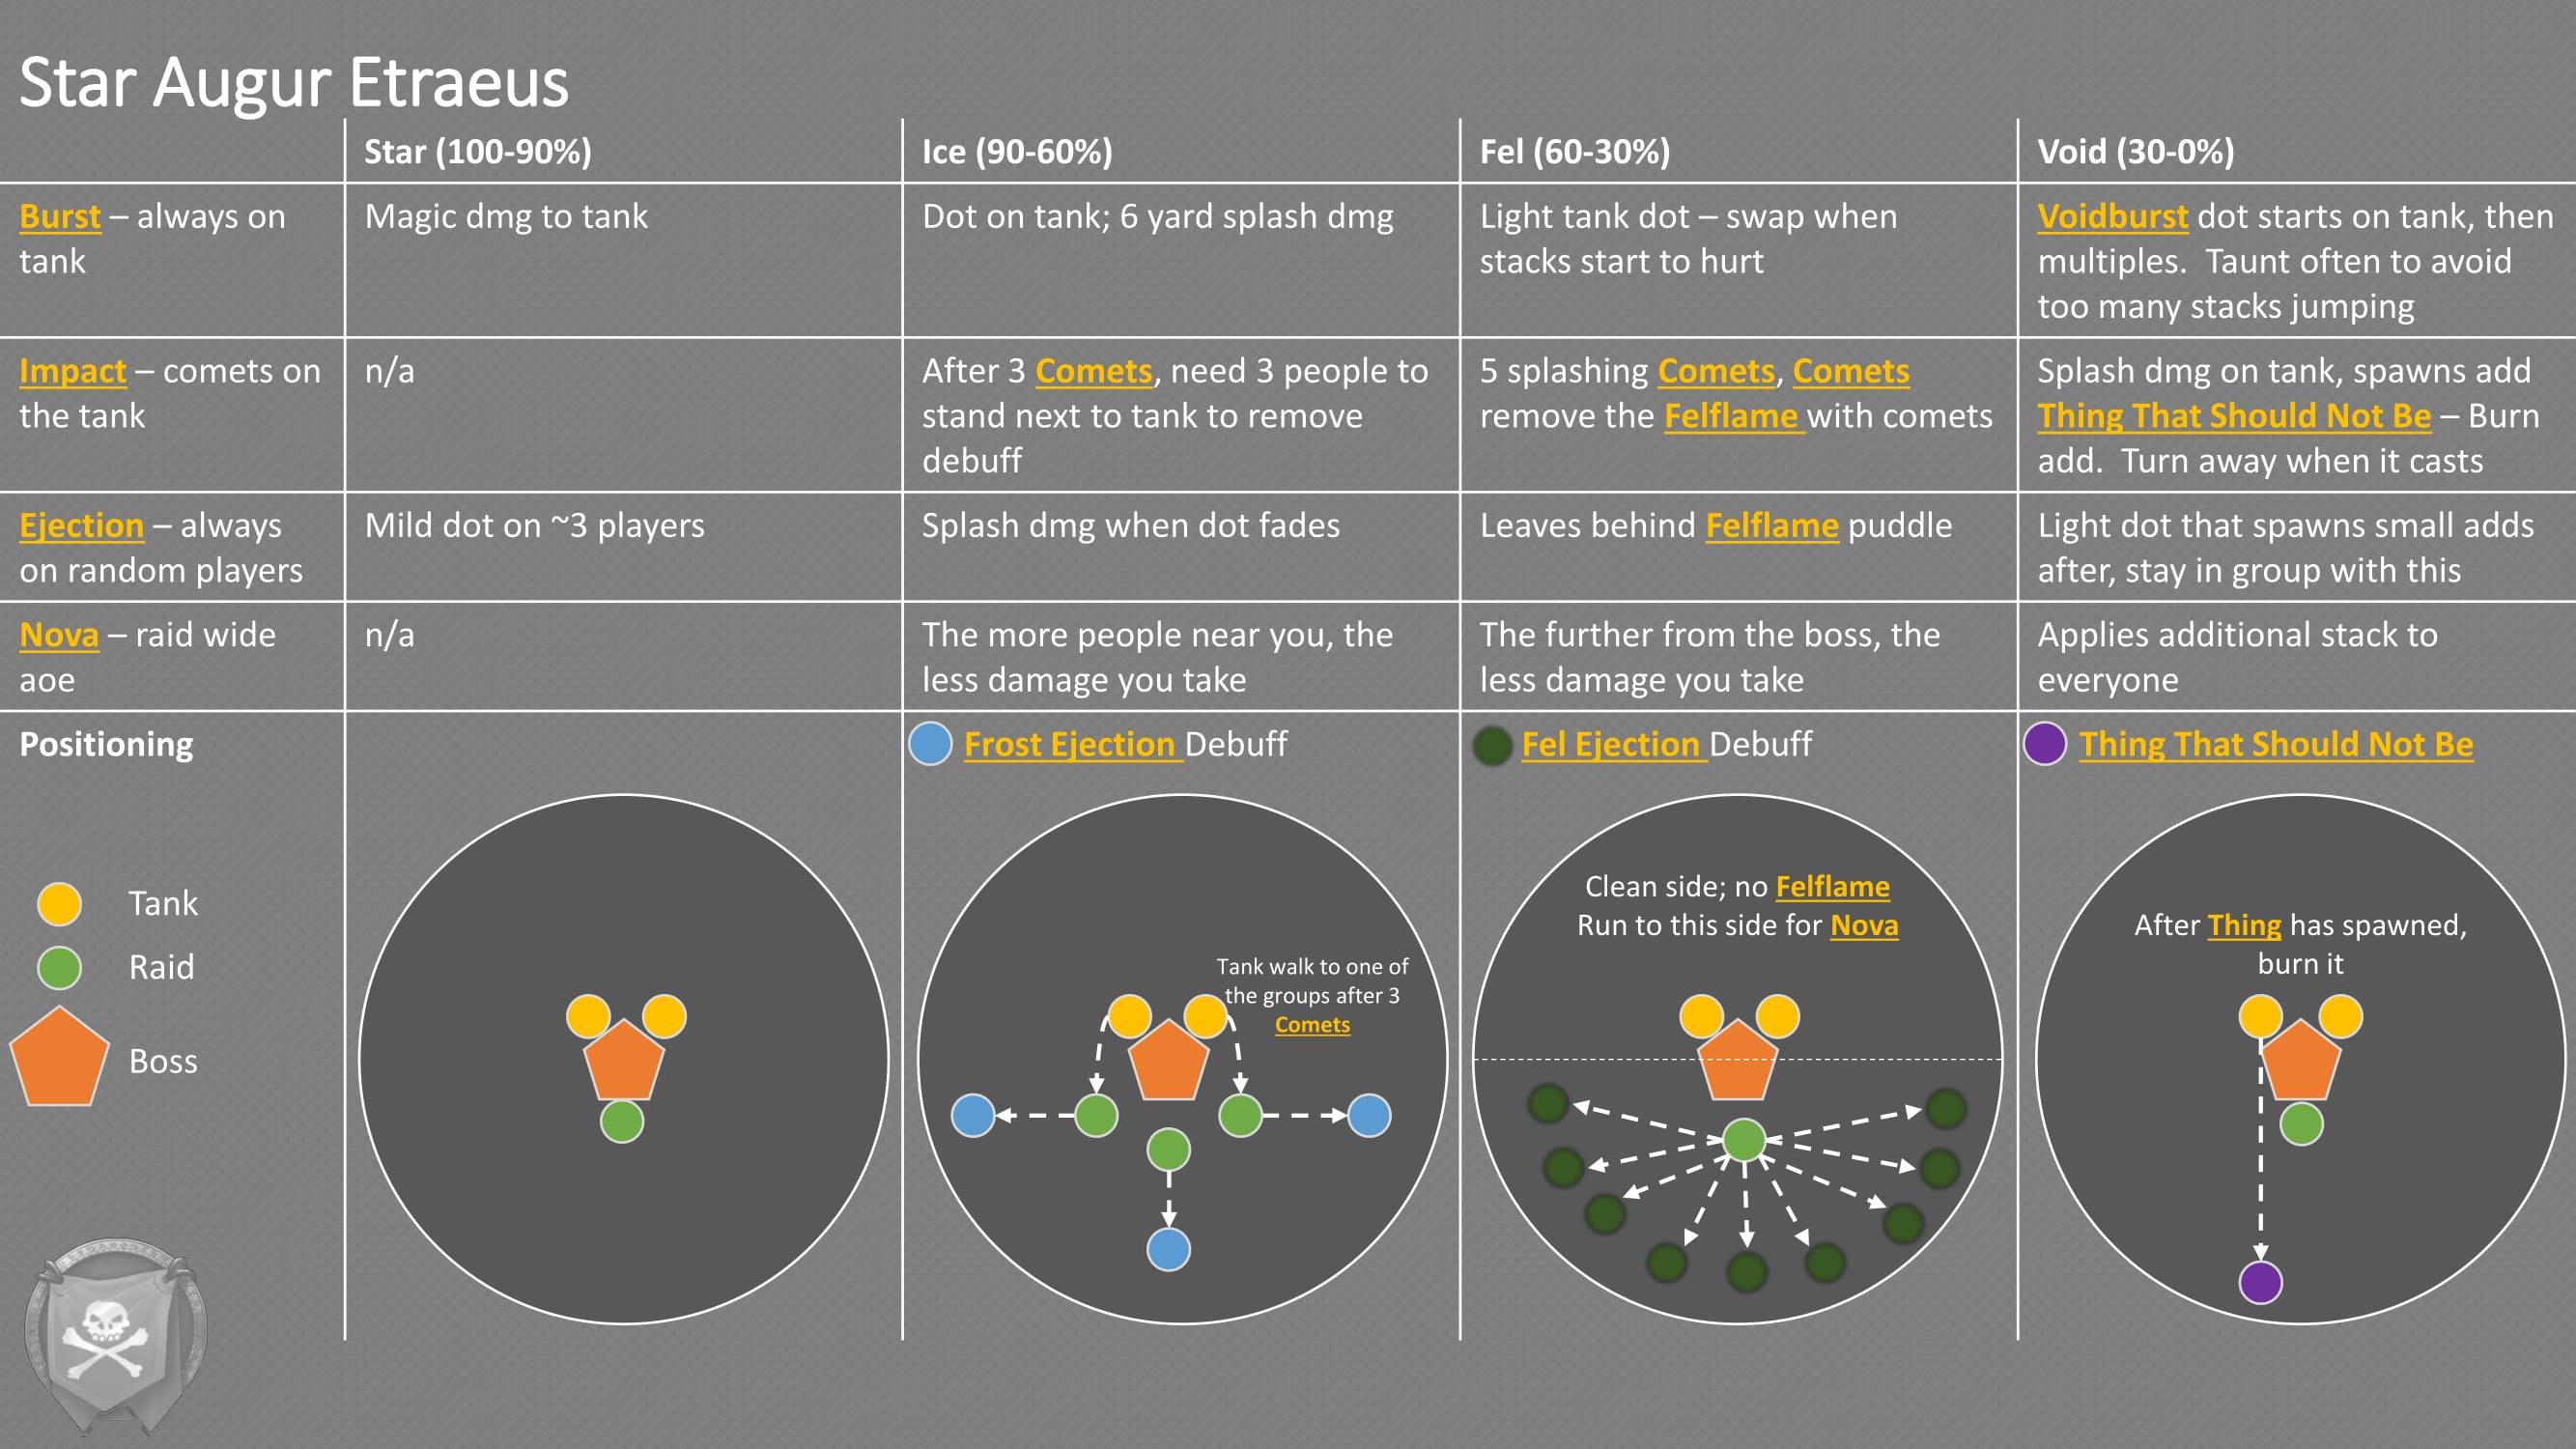 Star Augur Etraeus
Star (100-90%)
Ice (90-60%)
Fel (60-30%)
Void (30-0%)
Burst – always on
tank
Magic dmg to tank
Dot on tank; 6 yard splash dmg
Light tank dot – swap when
stacks start to hurt
Voidburst dot starts on tank, then
multiples.  Taunt often to avoid
too many stacks jumping
Impact – comets on
the tank
n/a
After 3 Comets, need 3 people to
stand next to tank to remove
debuff
5 splashing Comets, Comets
remove the Felflame with comets
Splash dmg on tank, spawns add
Thing That Should Not Be – Burn
add.  Turn away when it casts
Ejection – always
on random players
Mild dot on ~3 players
Splash dmg when dot fades
Leaves behind Felflame puddle
Light dot that spawns small adds
after, stay in group with this
Nova – raid wide
aoe
n/a
The more people near you, the
less damage you take
The further from the boss, the
less damage you take
Applies additional stack to
everyone
Positioning
Tank
Raid
Boss
Frost Ejection Debuff
Tank walk to one of
the groups after 3
Comets
Fel Ejection Debuff
Clean side; no Felflame
Run to this side for Nova
Thing That Should Not Be
After Thing has spawned,
burn it